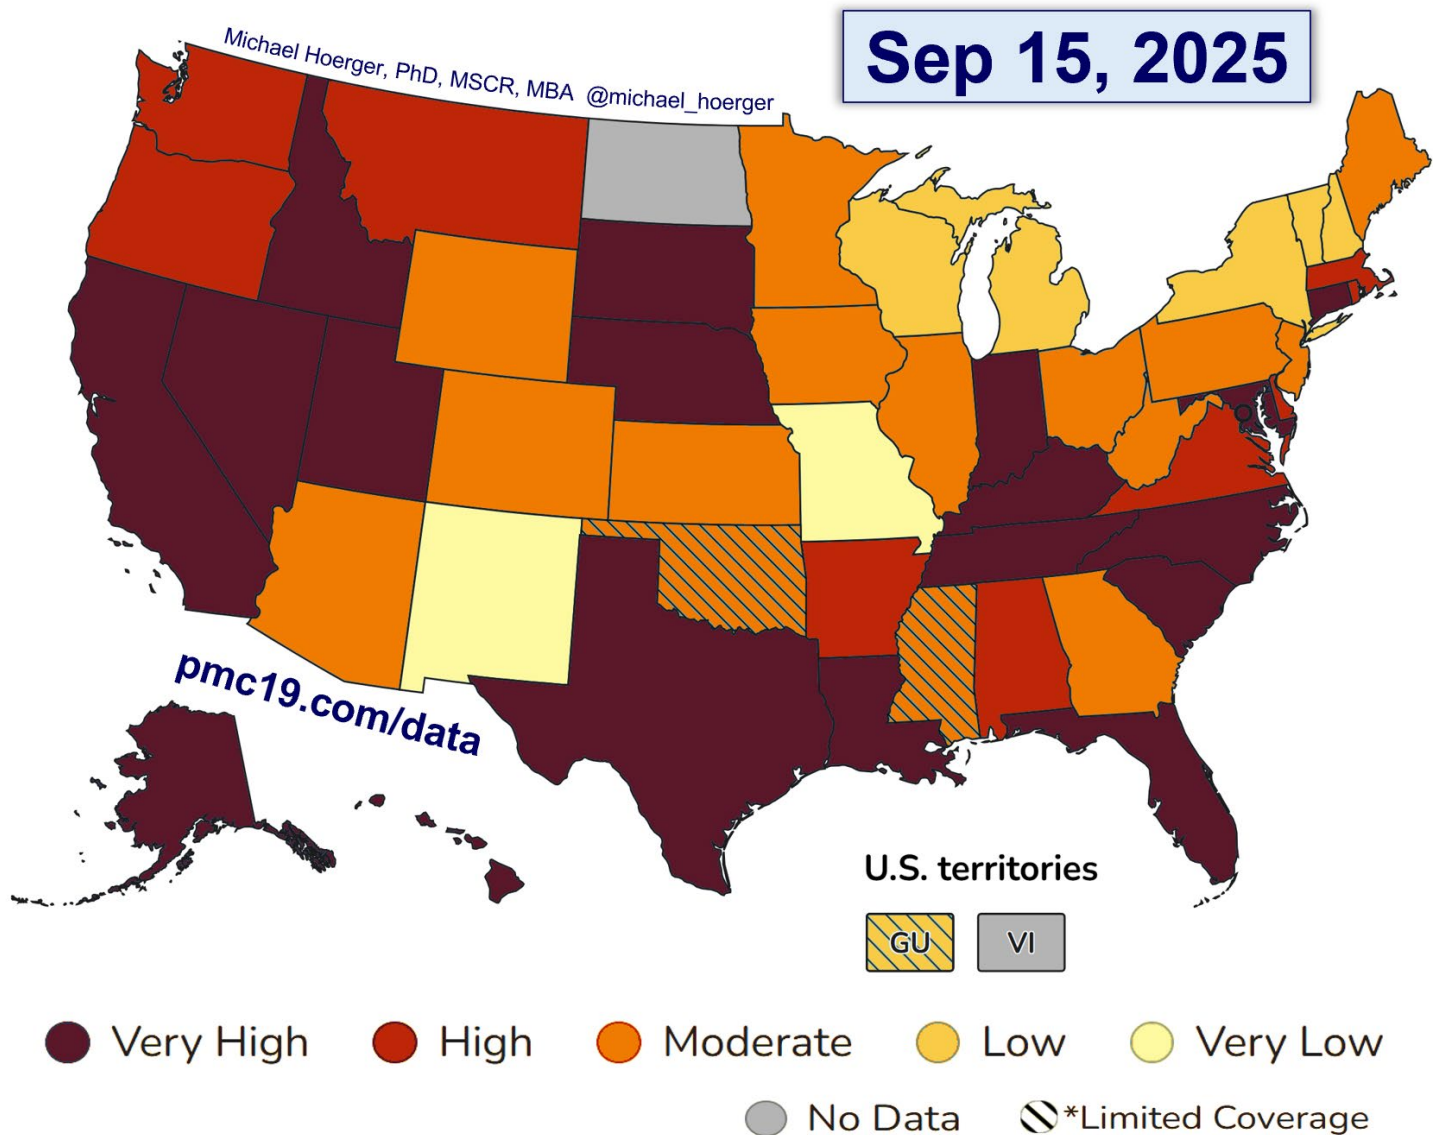 Michael Hoerger, PhD, MSCR, MBA @michael_hoerger
Sep 15, 2025
pmc19.com/data
U.S. territories
GU
VI
Very High
High
Moderate
Low
Very Low
No Data
*Limited Coverage